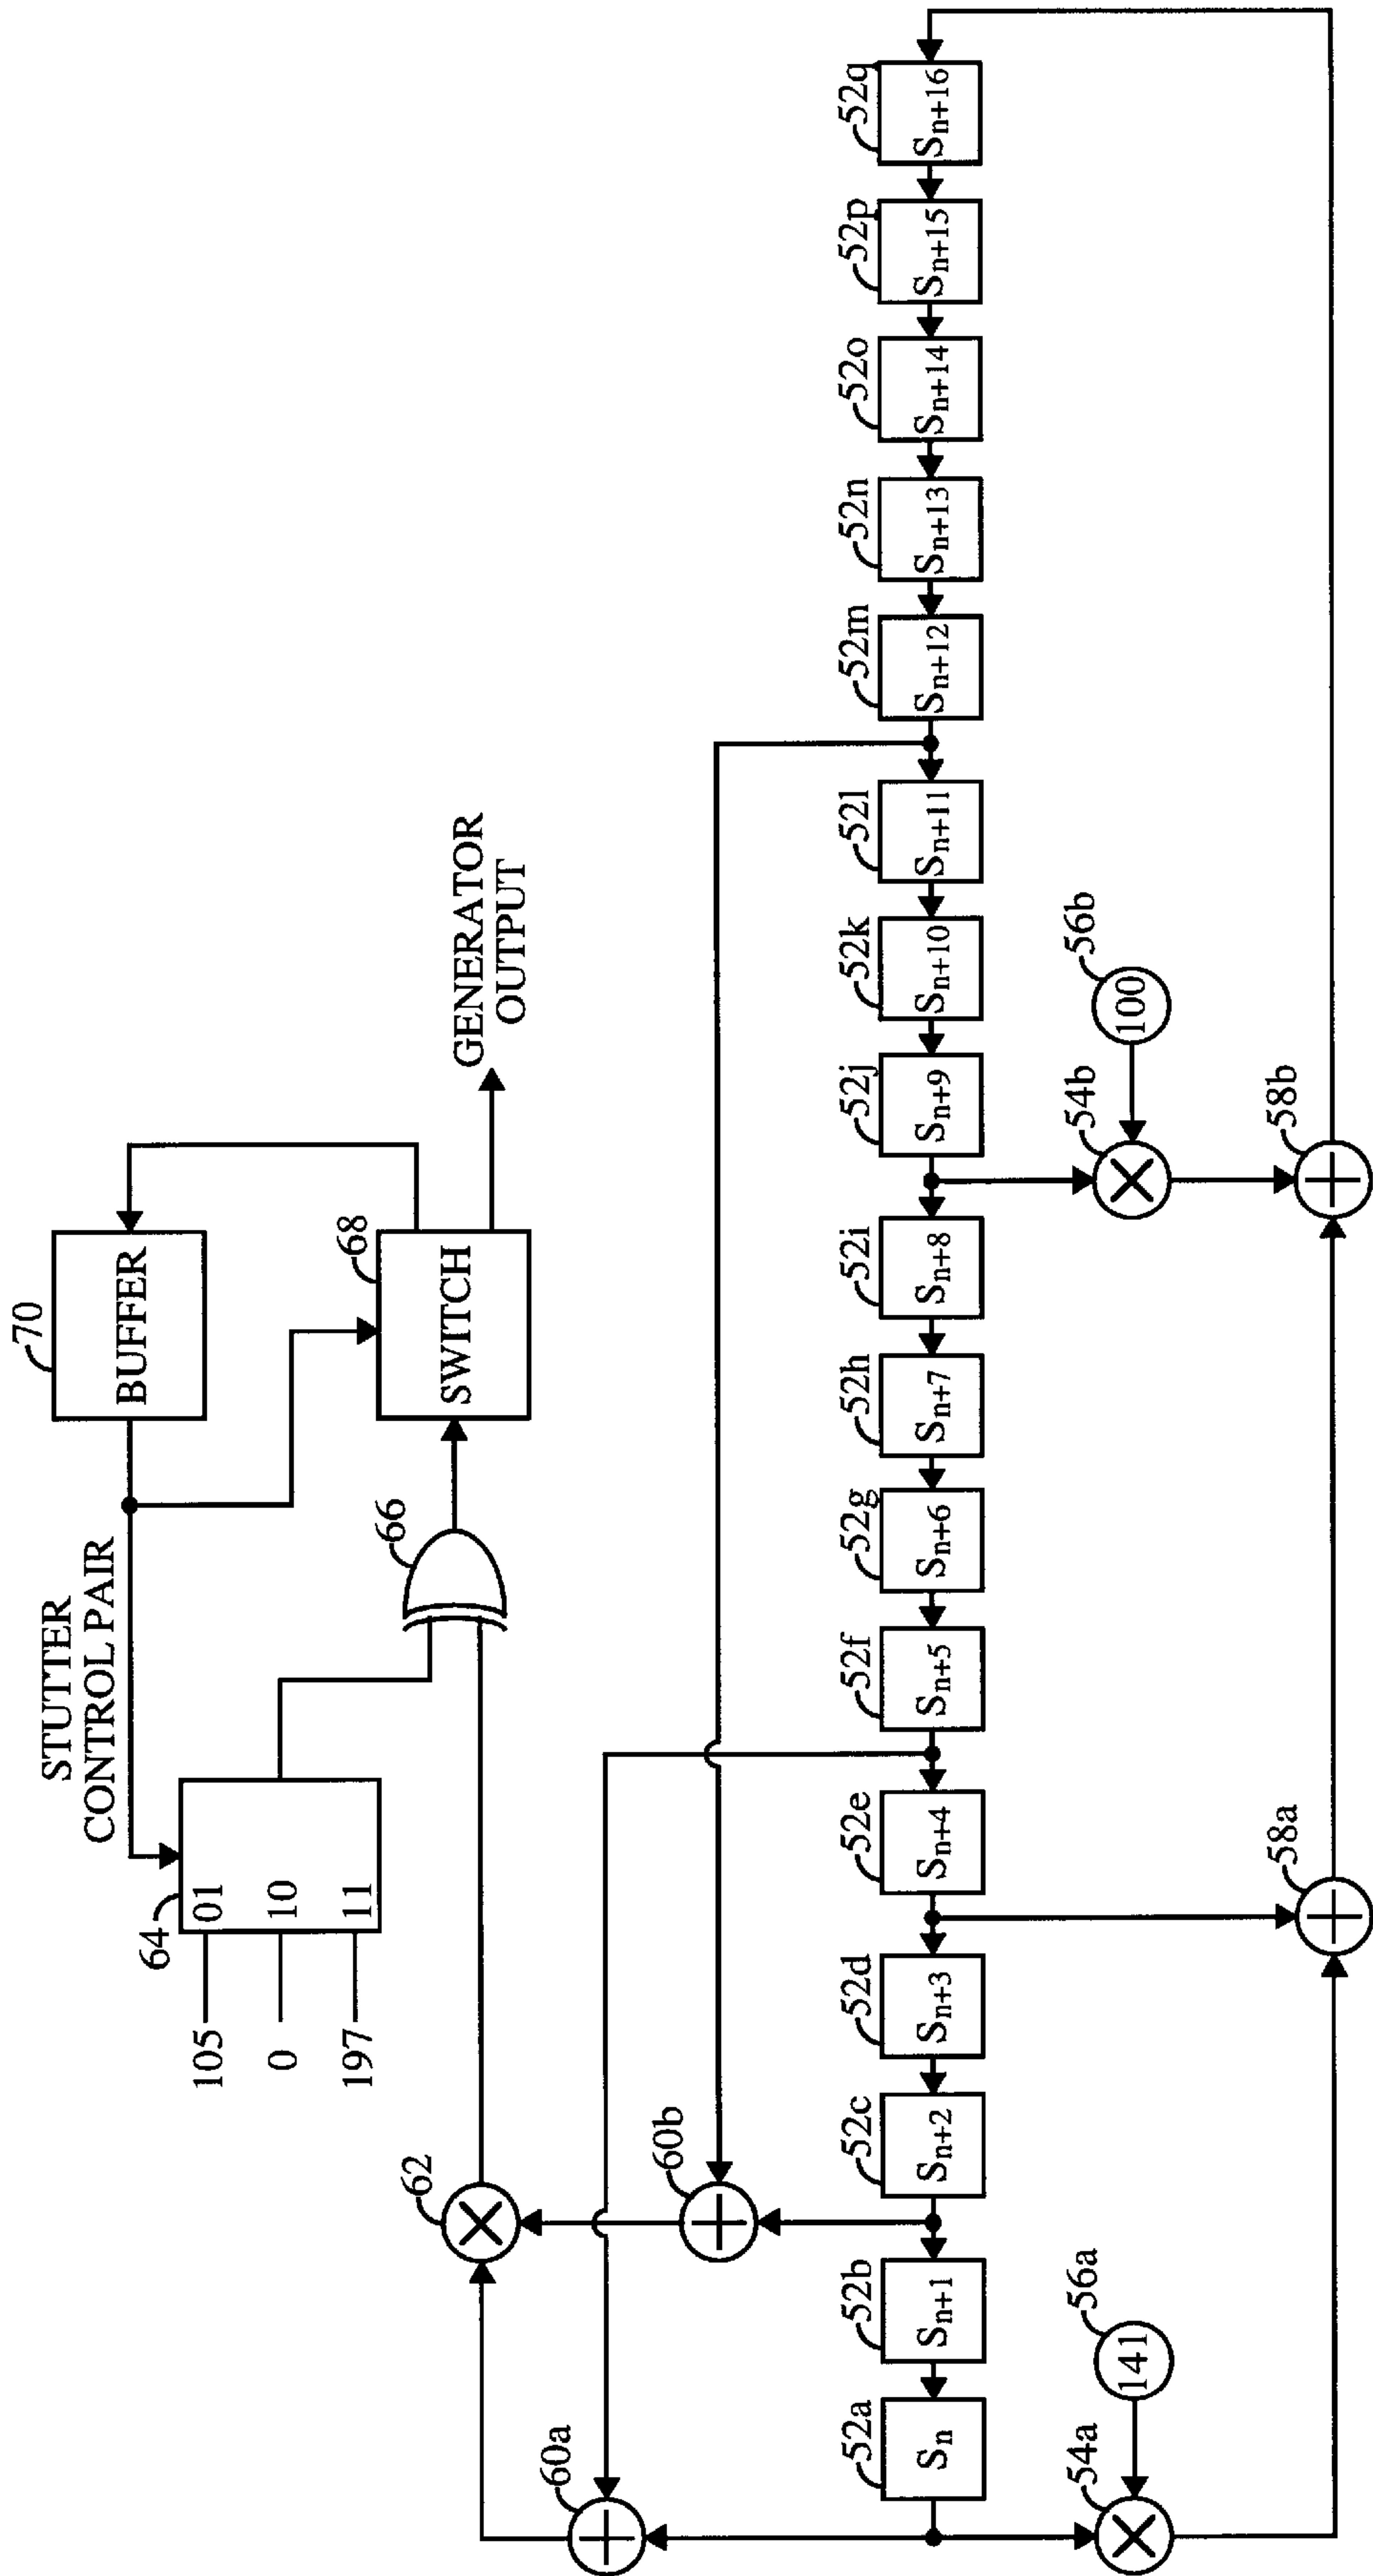 70
BUFFER
STUTTER
CONTROL PAIR
64
01
10
11
105
0
197
66
68
SWITCH
GENERATOR
OUTPUT
62
60a
60b
52a
Sn
52b
Sn+1
52c
Sn+2
52d
Sn+3
52e
Sn+4
52f
Sn+5
52g
Sn+6
52h
Sn+7
52i
Sn+8
52j
Sn+9
52k
Sn+10
52l
Sn+11
52m
Sn+12
52n
Sn+13
52o
Sn+14
52p
Sn+15
52q
Sn+16
54a
56a
141
54b
56b
100
58a
58b